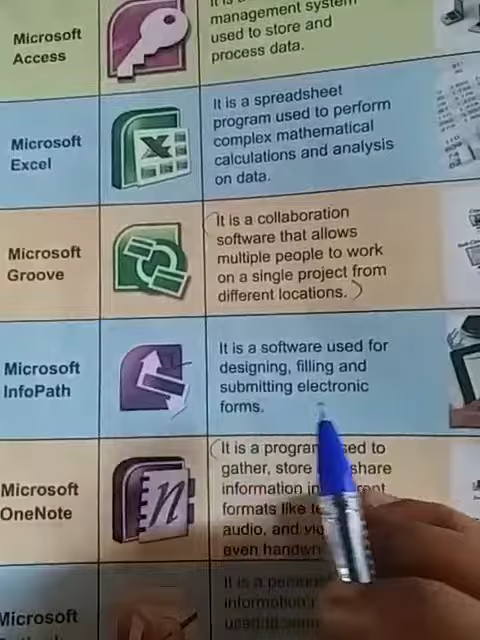 Microsoft
Access
management system
used to store and
process data.
Microsoft
Excel
It is a spreadsheet
program used to perform
complex mathematical
calculations and analysis
on data.
Microsoft
Groove
It is a collaboration
software that allows
multiple people to work
on a single project from
different locations.
Microsoft
InfoPath
It is a software used for
designing, filling and
submitting electronic
forms.
Microsoft
OneNote
It is a program used to
gather, store share
information in
formats like
audio, and
even
Microsoft
It is a
information
used to